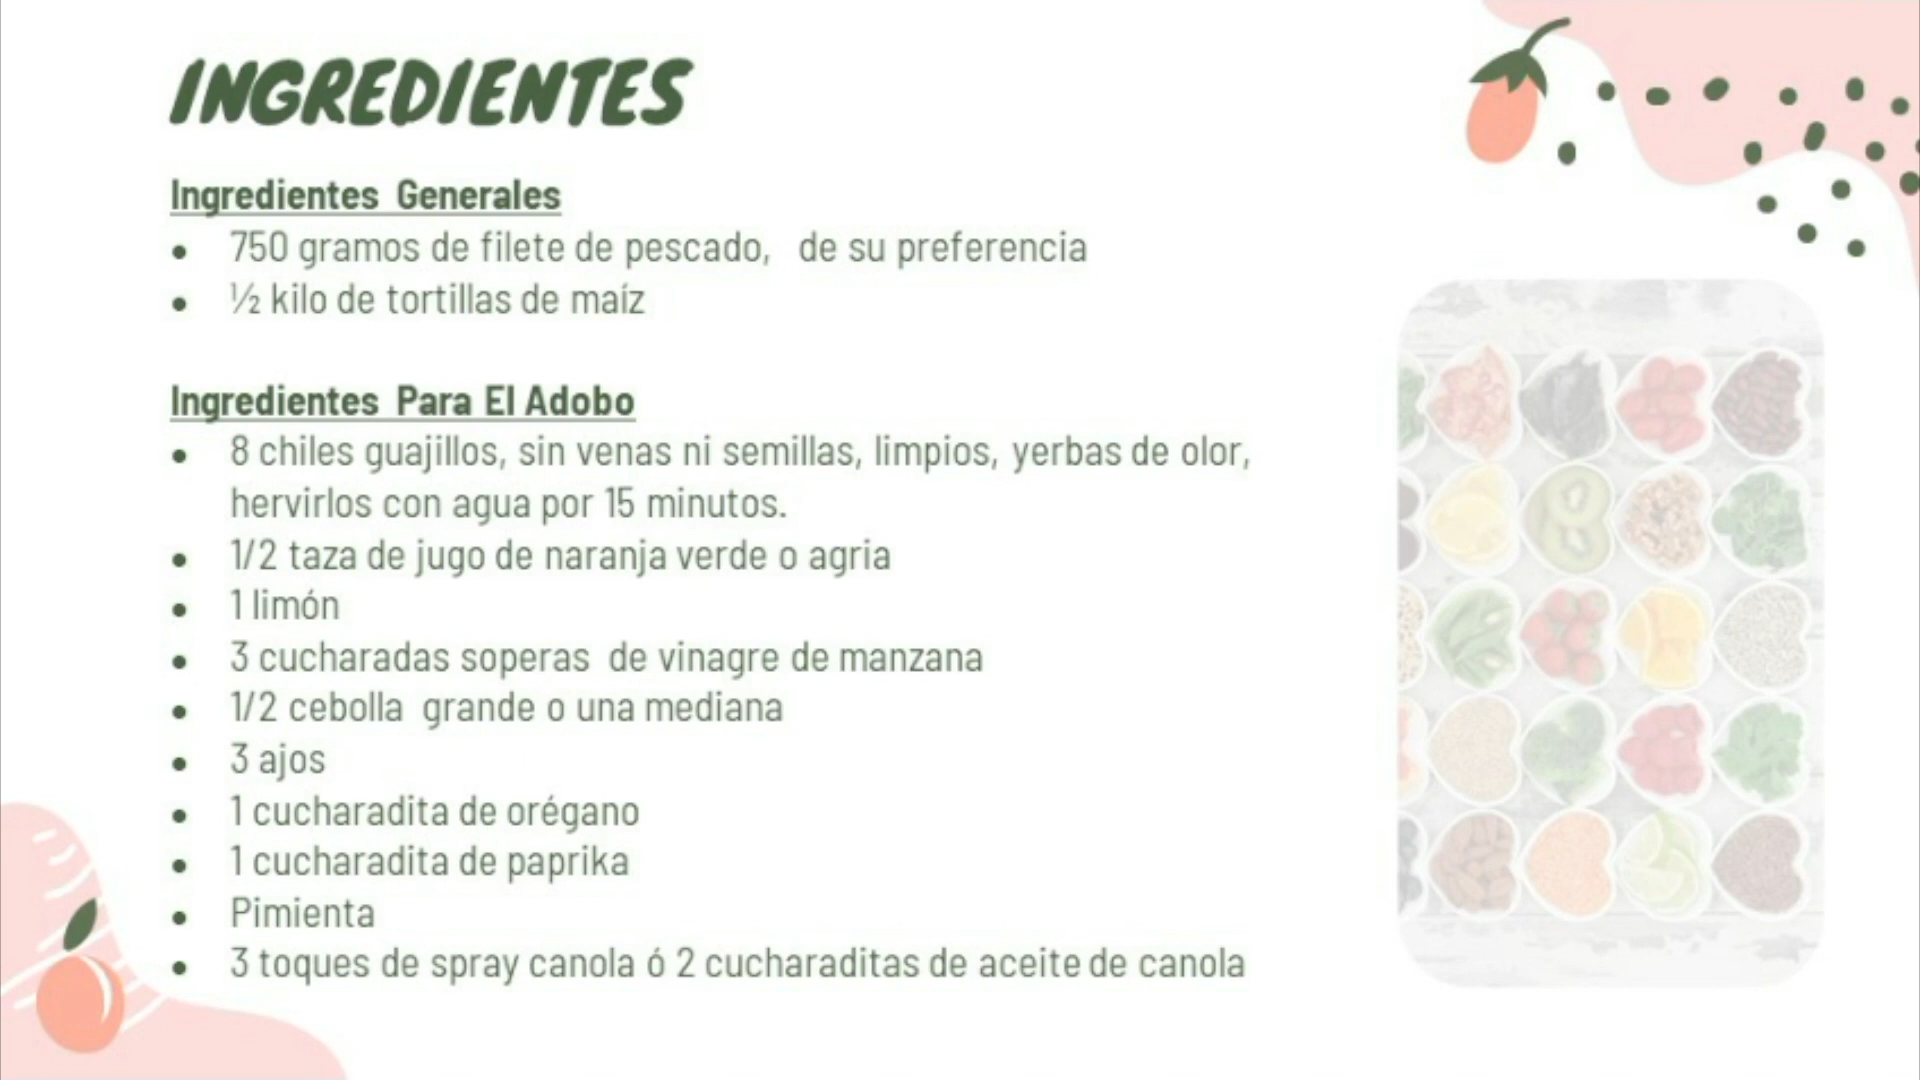 INGREDIENTES
Ingredientes Generales
• 750 gramos de filete de pescado, de su preferencia
• ½ kilo de tortillas de maíz
Ingredientes Para El Adobo
• 8 chiles guajillos, sin venas ni semillas, limpios, yerbas de olor,
hervirlos con agua por 15 minutos.
• 1/2 taza de jugo de naranja verde o agria
• 1 limón
• 3 cucharadas soperas de vinagre de manzana
• 1/2 cebolla grande o una mediana
• 3 ajos
• 1 cucharadita de orégano
• 1 cucharadita de paprika
• Pimienta
• 3 toques de spray canola ó 2 cucharaditas de aceite de canola